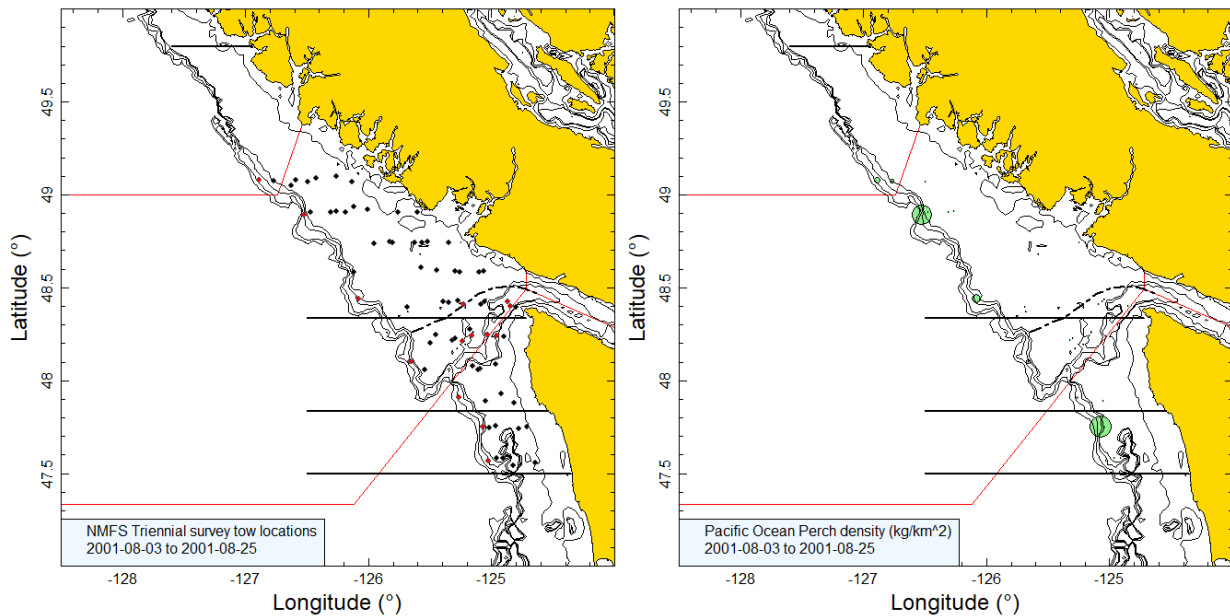 49.5
49
48.5
48
47.5
Latitude (°)
NMFS Triennial survey tow locations
2001-08-03 to 2001-08-25
-128
-127
-126
-125
Longitude (°)
49.5
49
48.5
48
47.5
Latitude (°)
Pacific Ocean Perch density (kg/km^2)
2001-08-03 to 2001-08-25
-128
-127
-126
-125
Longitude (°)